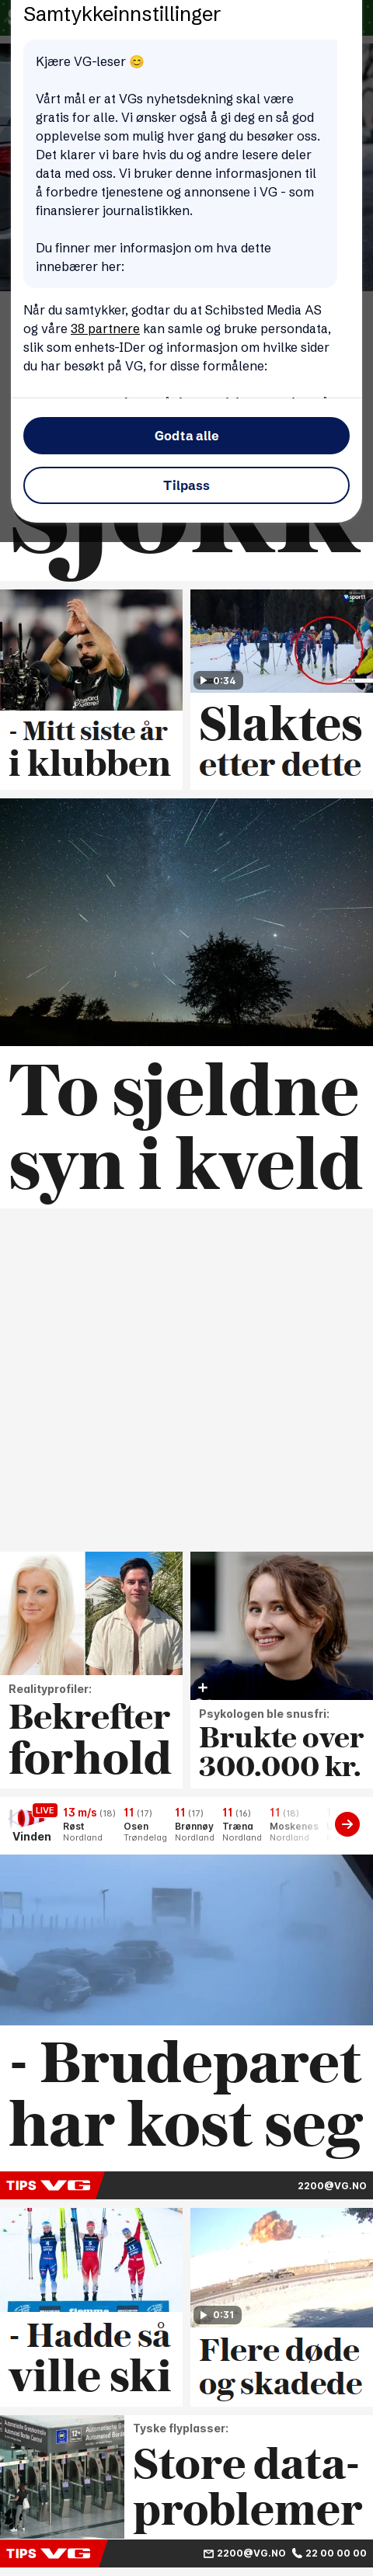 Samtykkeinnstillinger
Kjære VG-leser 😊
Vårt mål er at VGs nyhetsdekning skal være
gratis for alle. Vi ønsker også å gi deg en så god
opplevelse som mulig hver gang du besøker oss.
Det klarer vi bare hvis du og andre lesere deler
data med oss. Vi bruker denne informasjonen til
å forbedre tjenestene og annonsene i VG - som
finansierer journalistikken.
Du finner mer informasjon om hva dette
innebærer her:
Når du samtykker, godtar du at Schibsted Media AS
og våre 38 partnere kan samle og bruke persondata,
slik som enhets-IDer og informasjon om hvilke sider
du har besøkt på VG, for disse formålene:
Godta alle
Tilpass
sjokk
0:34
- Mitt siste år
i klubben
Slaktes
etter dette
To sjeldne
syn i kveld
Realityprofiler:
Bekrefter
forhold
Psykologen ble snusfri:
Brukte over
300.000 kr.
LIVE
Vinden
13 m/s (18) 11 (17) 11 (17) 11 (16) 11 (18)
Røst Osen Brønnøy Træna Moskenes
Nordland Trøndelag Nordland Nordland Nordland
- Brudeparet
har kost seg
TIPS VG 2200@VG.NO
0:31
- Hadde så
ville ski
Flere døde
og skadede
Tyske flyplasser:
Store data-
problemer
TIPS VG 2200@VG.NO 22 00 00 00